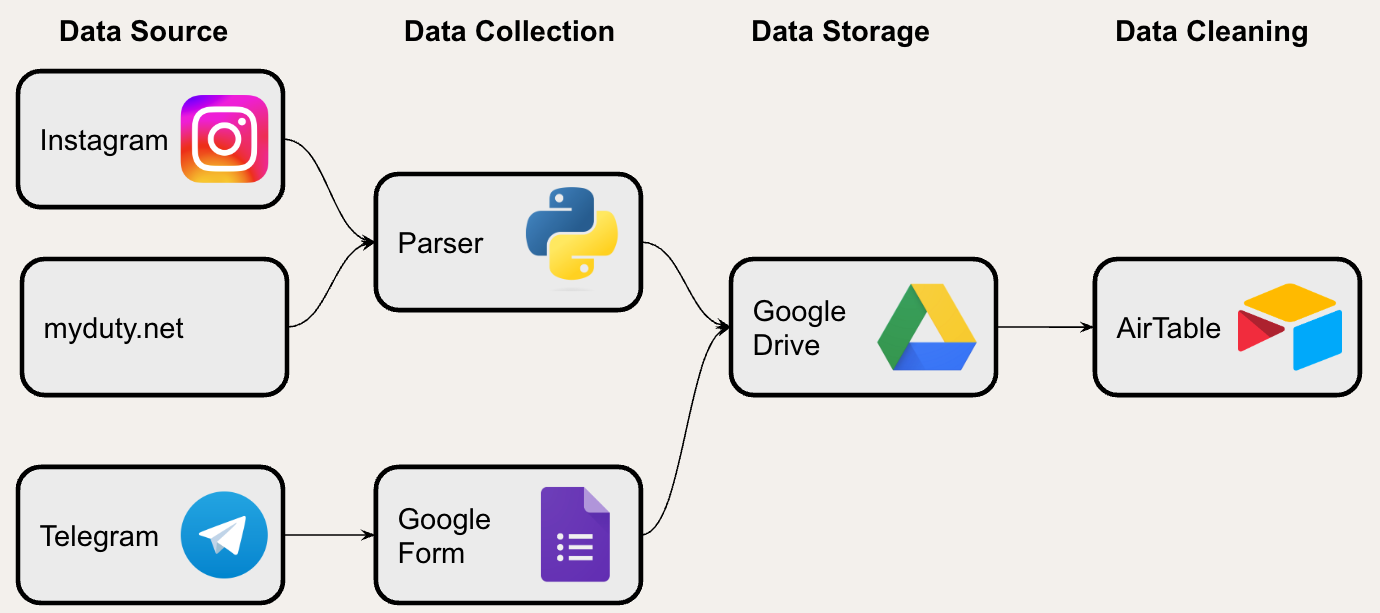 Data Source
Data Collection
Data Storage
Data Cleaning
Instagram
Parser
myduty.net
Google
Drive
AirTable
Telegram
Google
Form